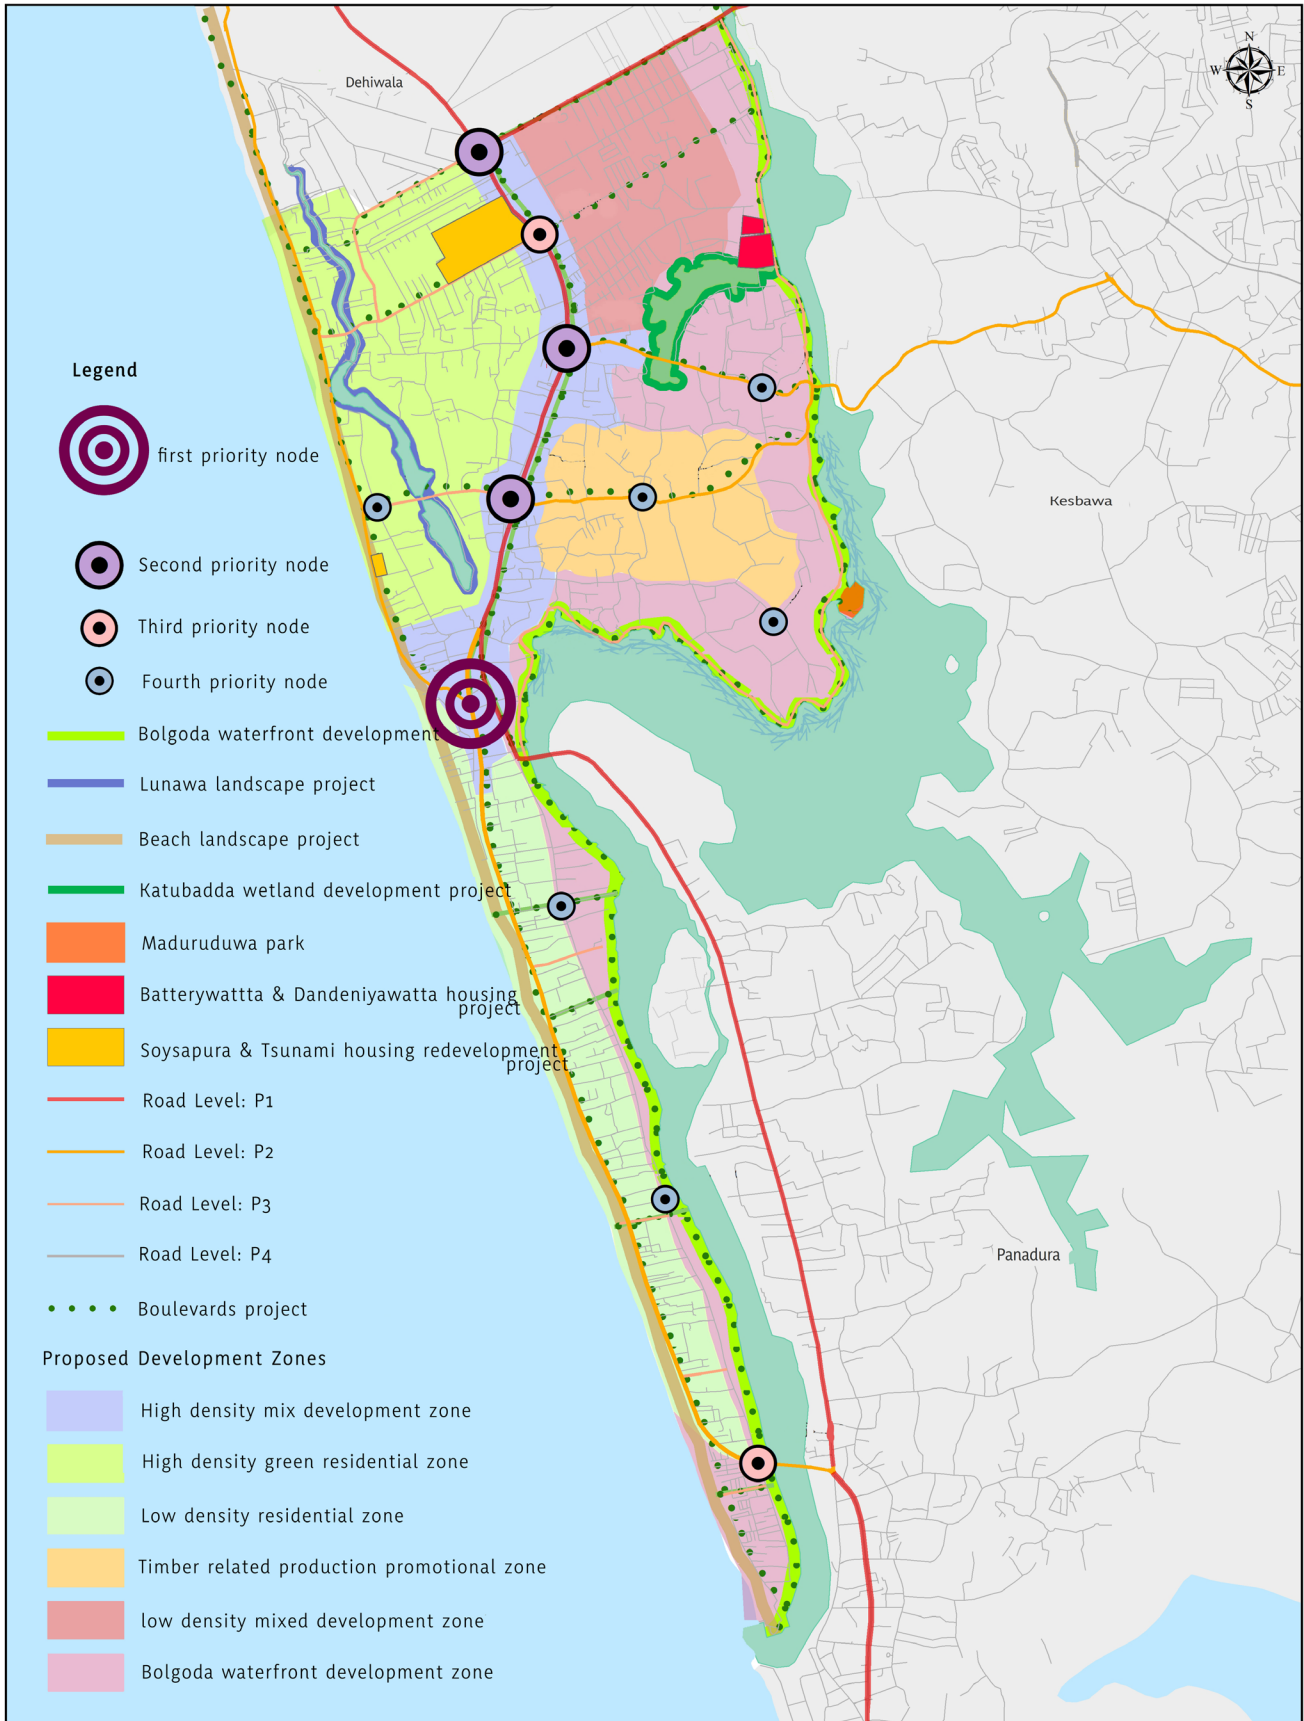 N
W
E
S
Dehiwala
Legend
first priority node
Kesbawa
Second priority node
Third priority node
Fourth priority node
Bolgoda waterfront development
Lunawa landscape project
Beach landscape project
Katubadda wetland development project
Maduruduwa park
Batterywattta & Dandeniyawatta housing
project
Soysapura & Tsunami housing redevelopment
project
Road Level: P1
Road Level: P2
Road Level: P3
Road Level: P4
Panadura
Boulevards project
Proposed Development Zones
High density mix development zone
High density green residential zone
Low density residential zone
Timber related production promotional zone
low density mixed development zone
Bolgoda waterfront development zone